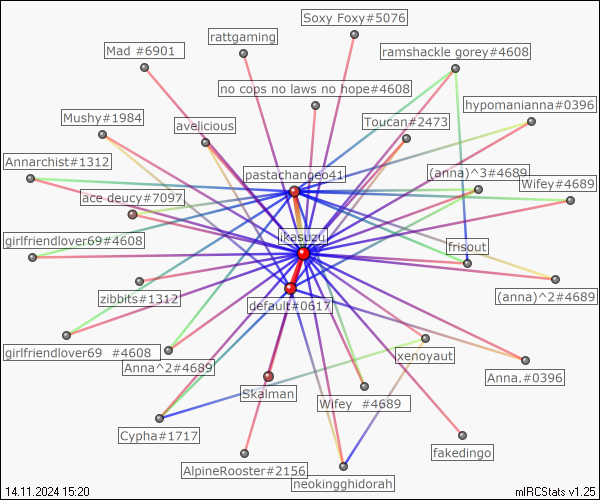 Soxy Foxy#5076
rattgaming
Mad #6901
ramshackle gorey#4608
no cops no laws no hope#4608
hypomanianna#0396
Mushy#1984
avelicious
Toucan#2473
Annarchist#1312
pastachangeo41
(anna)^3#4689
Wifey#4689
ace deucy#7097
ikasuzu
girlfriendlover69#4608
frisout
zibbits#1312
default#0617
(anna)^2#4689
girlfriendlover69 #4608
Anna^2#4689
xenoyaut
Anna.#0396
Skalman
Wifey #4689
Cypha#1717
fakedingo
AlpineRooster#2156
neokingghidorah
14.11.2024 15:20
mIRCStats v1.25